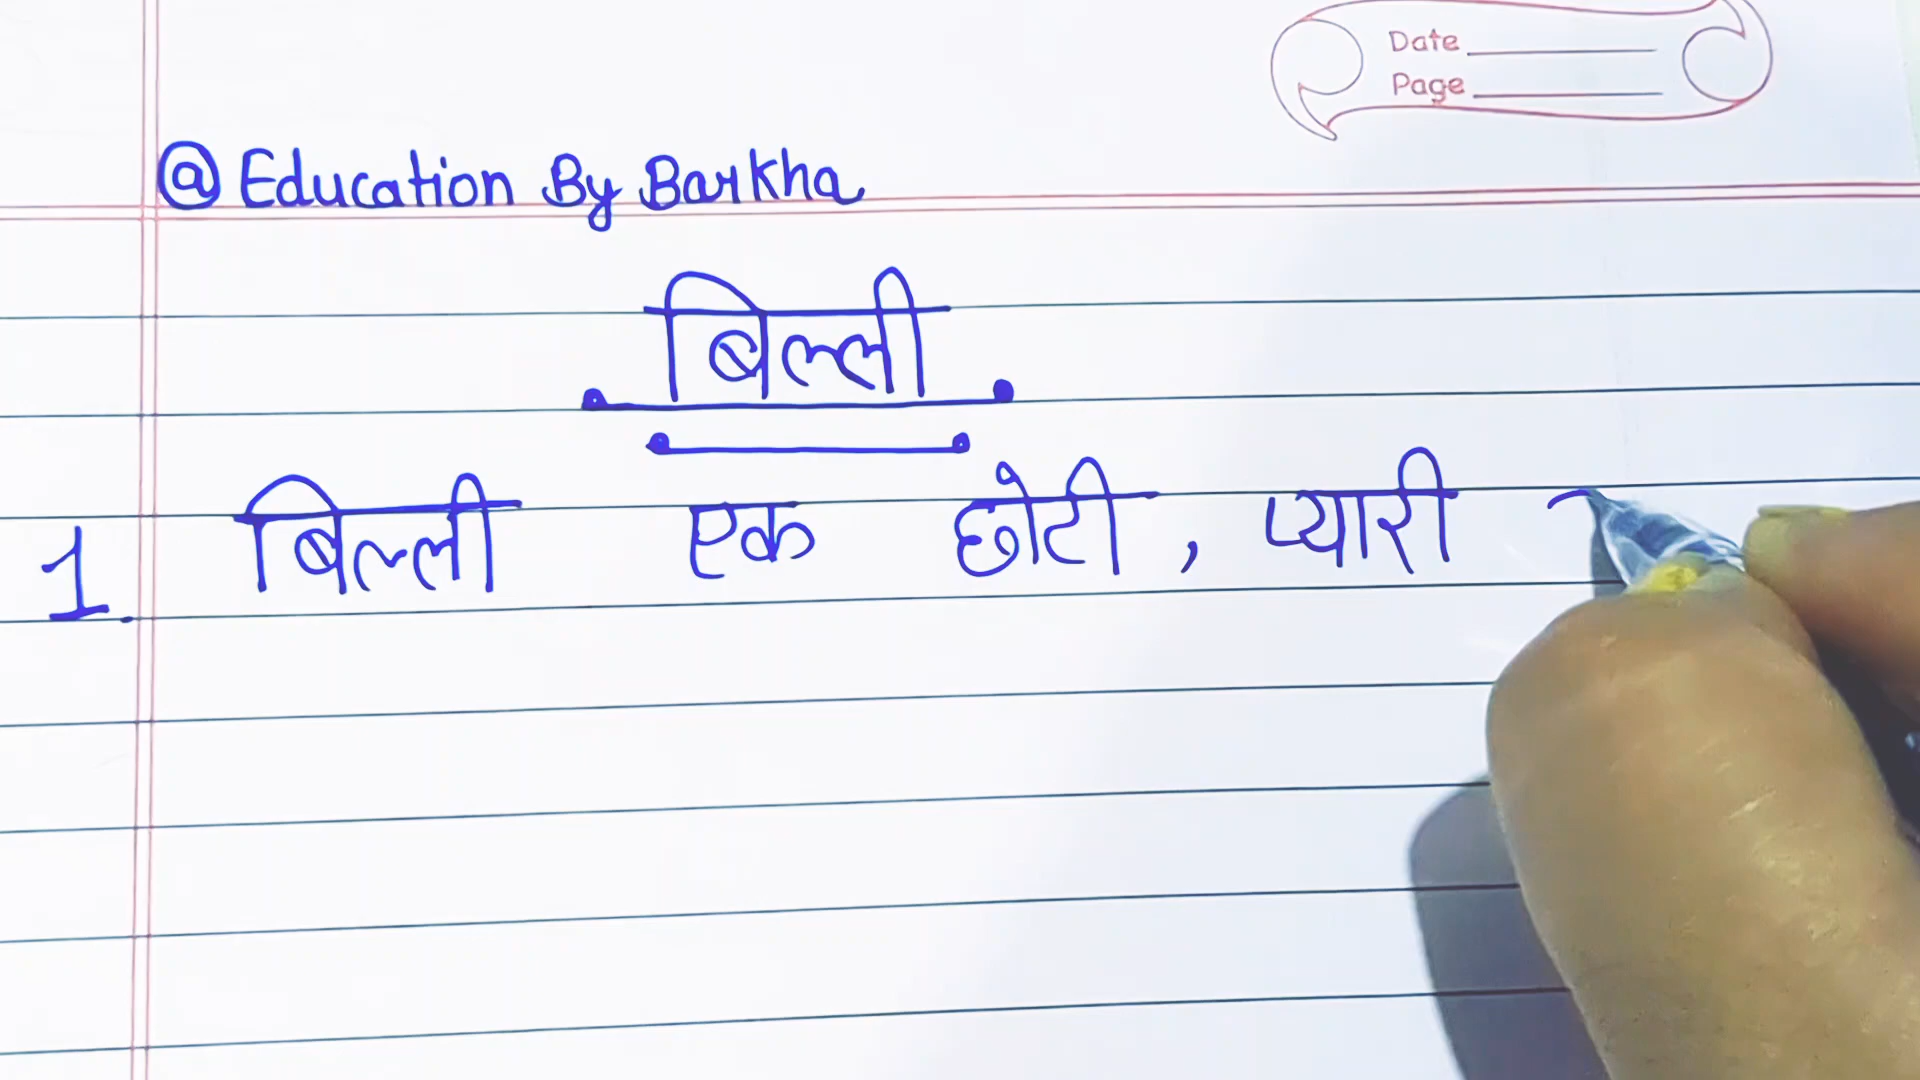 Date
Page
@ Education By Barkha
बिल्ली
1. बिल्ली एक छोटी, प्यारी